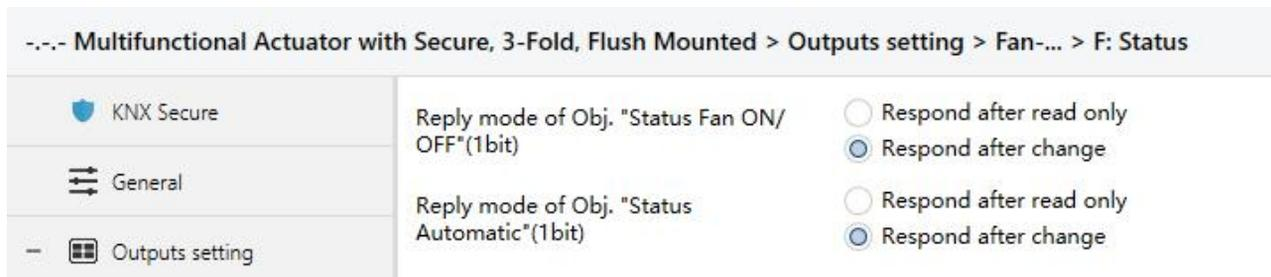 -.-.- Multifunctional Actuator with Secure, 3-Fold, Flush Mounted > Outputs setting > Fan-... > F: Status
KNX Secure
General
Outputs setting
Reply mode of Obj. "Status Fan ON/
OFF"(1bit)
Respond after read only
Respond after change
Reply mode of Obj. "Status
Automatic"(1bit)
Respond after read only
Respond after change